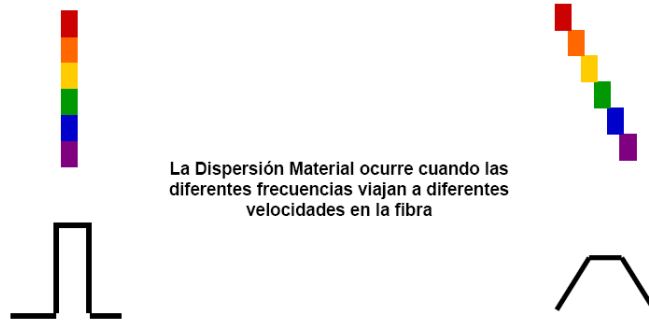 La Dispersión Material ocurre cuando las
diferentes frecuencias viajan a diferentes
velocidades en la fibra